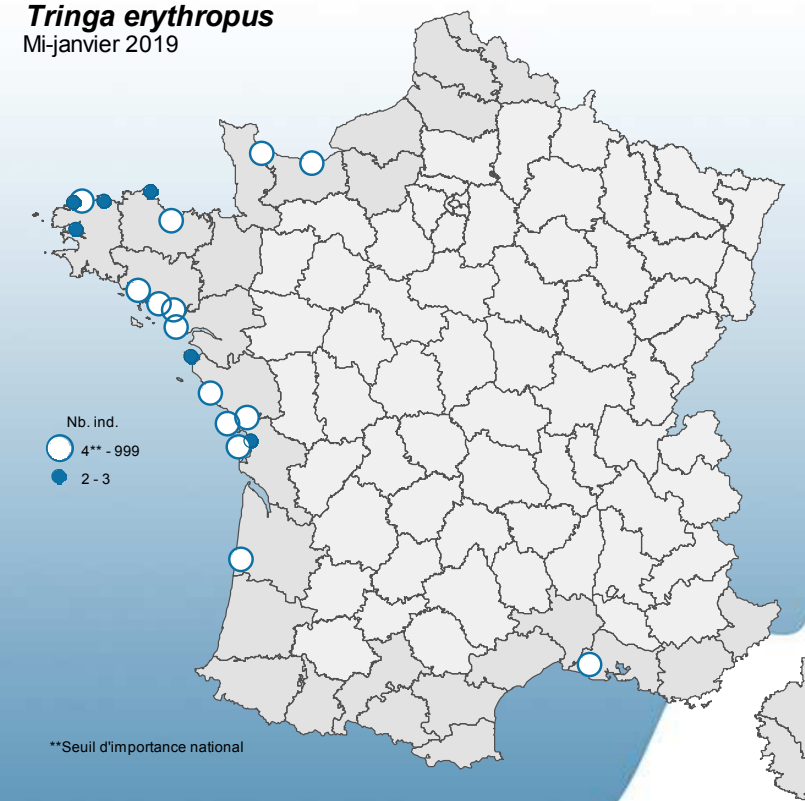 Tringa erythropus
Mi-janvier 2019
Nb. ind.
4** - 999
2 - 3
**Seuil d'importance national